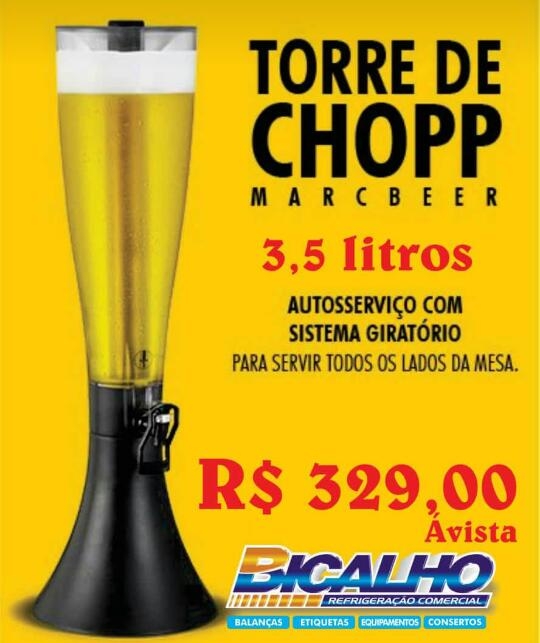 TORRE DE
CHOPP
MARCBEER
3,5 litros
AUTOSSERVIÇO COM
SISTEMA GIRATÓRIO
PARA SERVIR TODOS OS LADOS DA MESA.
R$ 329,00
Ávista
BICALHO
REFRIGERAÇÃO COMERCIAL
BALANÇAS ETIQUETAS EQUIPAMENTOS CONSERTOS